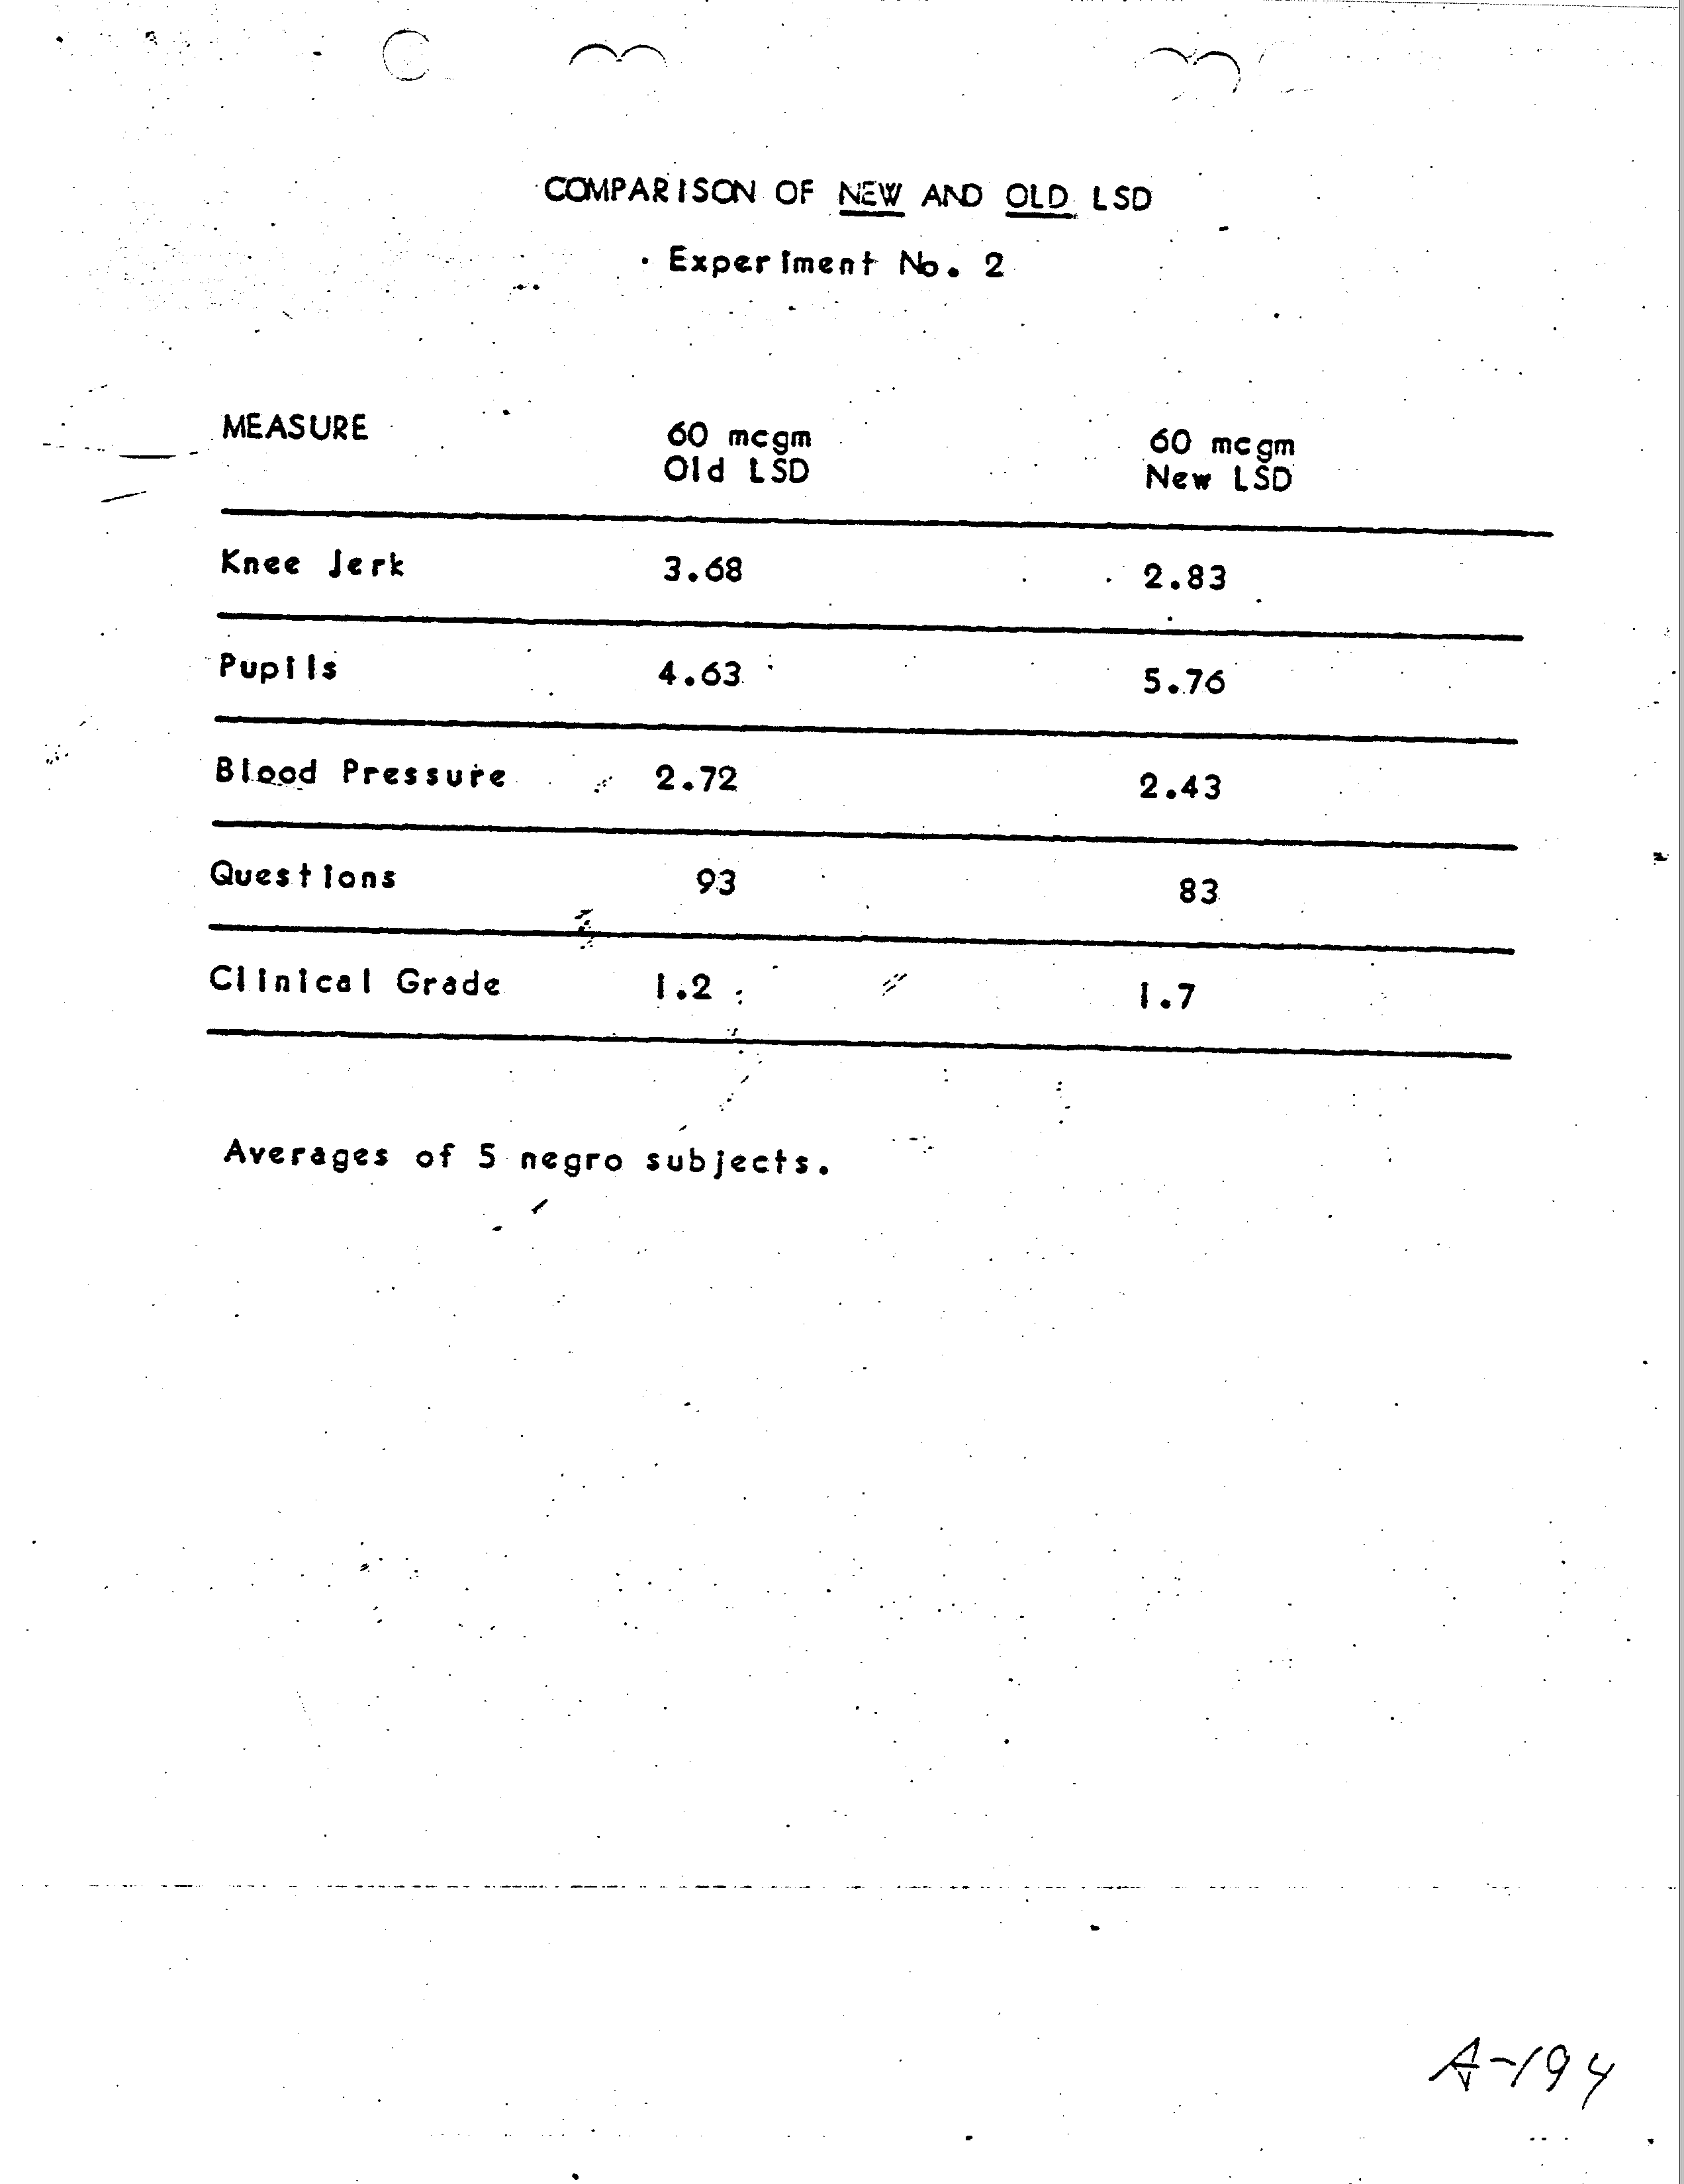 COMPARISON OF NEW AND OLD LSD
Experiment No. 2
MEASURE 60 mcgm 60 mcgm
Old LSD New LSD
Knee Jerk 3.68 2.83
Pupils 4.63 5.76
Blood Pressure 2.72 2.43
Questions 93 83
Clinical Grade 1.2 1.7
Averages of 5 negro subjects.
A-194